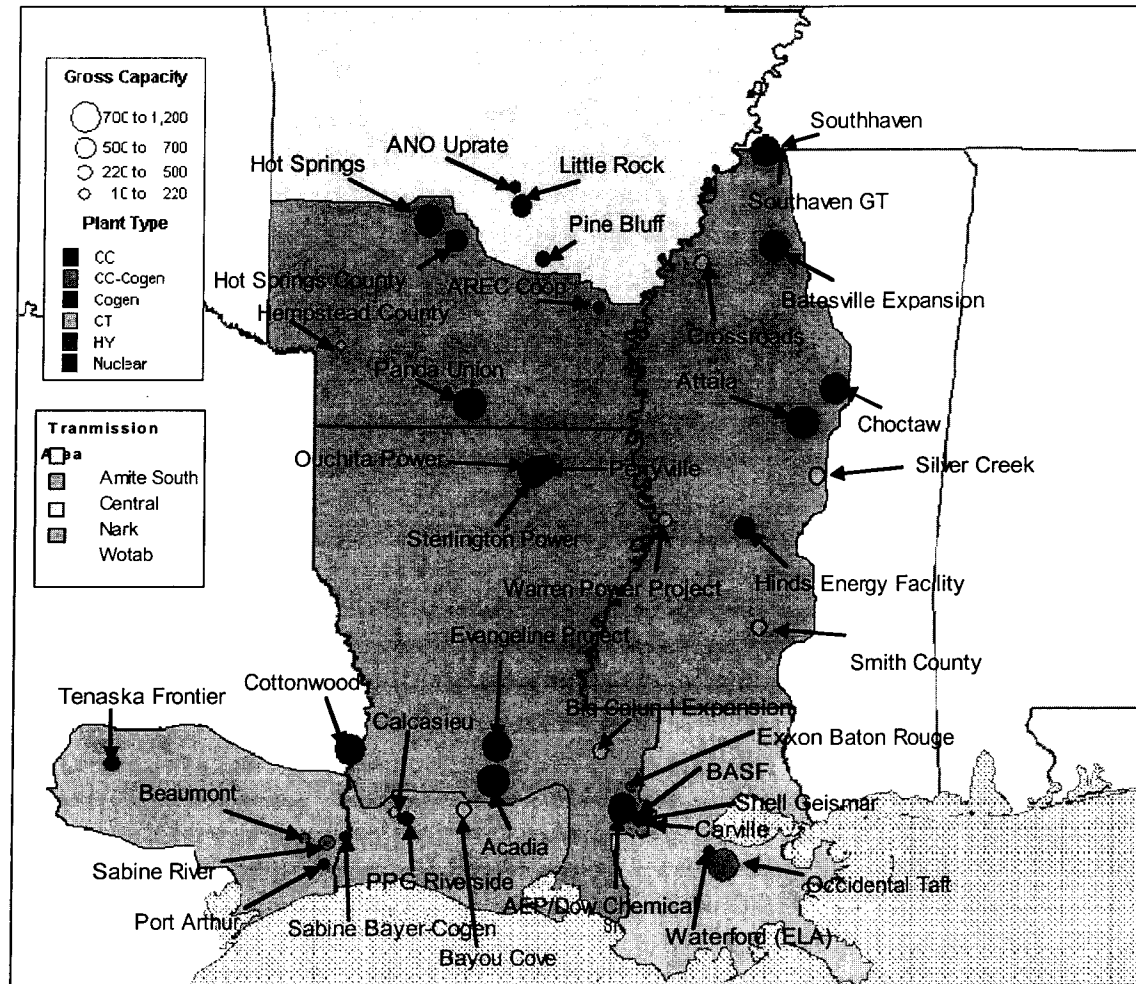 Gross Capacity
700 to 1,200
500 to 700
220 to 500
10 to 220
Plant Type
CC
CC-Cogen
Cogen
CT
HY
Nuclear
Tranmission
Area
Amite South
Central
Nark
Wotab
Southhaven
ANO Uprate
Hot Springs
Little Rock
Southaven GT
Pine Bluff
Hot Springs County
AREC Coop
Batesville Expansion
Hempstead County
Crossroads
Panda Union
Attala
Choctaw
Ouchita Power
Perryville
Silver Creek
Sterlington Power
Warren Power Project
Hinds Energy Facility
Evangeline Project
Smith County
Cottonwood
Tenaska Frontier
Calcasieu
Big Cajun I Expansion
Exxon Baton Rouge
BASF
Beaumont
Shell Geismar
Carville
Acadia
Sabine River
PPG Riverside
Occidental Taft
AEP/Dow Chemical
Port Arthur
Sabine Bayer-Cogen
Waterford (ELA)
Bayou Cove